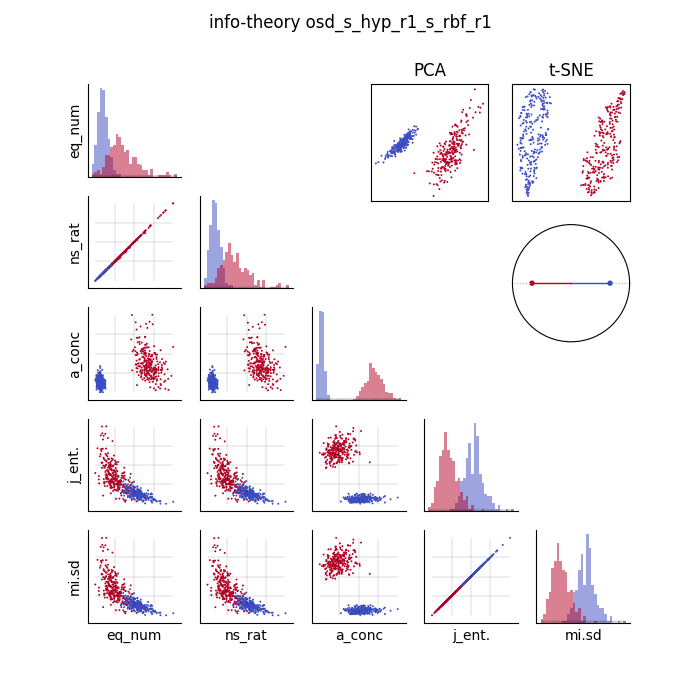 info-theory osd_s_hyp_r1_s_rbf_r1
PCA
t-SNE
eq_num
ns_rat
a_conc
j_ent.
mi.sd
eq_num
ns_rat
a_conc
j_ent.
mi.sd